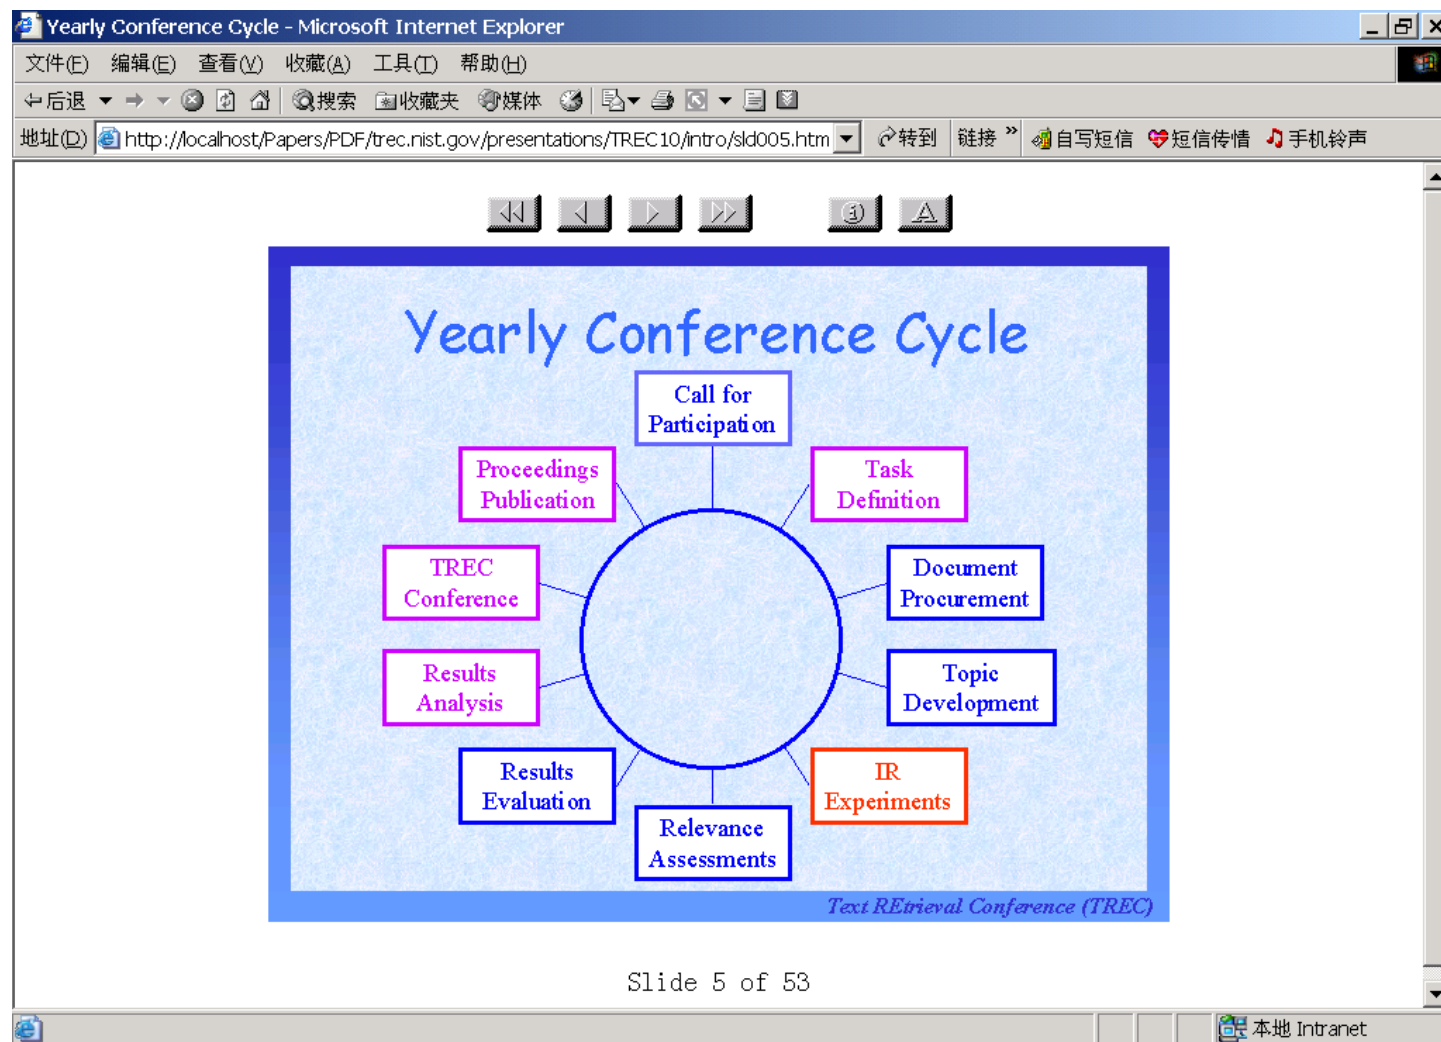 Yearly Conference Cycle - Microsoft Internet Explorer
文件(F) 编辑(E) 查看(V) 收藏(A) 工具(T) 帮助(H)
后退 搜索 收藏夹 媒体
地址(D) http://localhost/Papers/PDF/trec.nist.gov/presentations/TREC10/intro/sld005.htm 转到 链接 » 自写短信 短信传情 手机铃声
Yearly Conference Cycle
Call for
Participation
Proceedings
Publication
Task
Definition
TREC
Conference
Document
Procurement
Results
Analysis
Topic
Development
Results
Evaluation
IR
Experiments
Relevance
Assessments
Text REtrieval Conference (TREC)
Slide 5 of 53
本地 Intranet